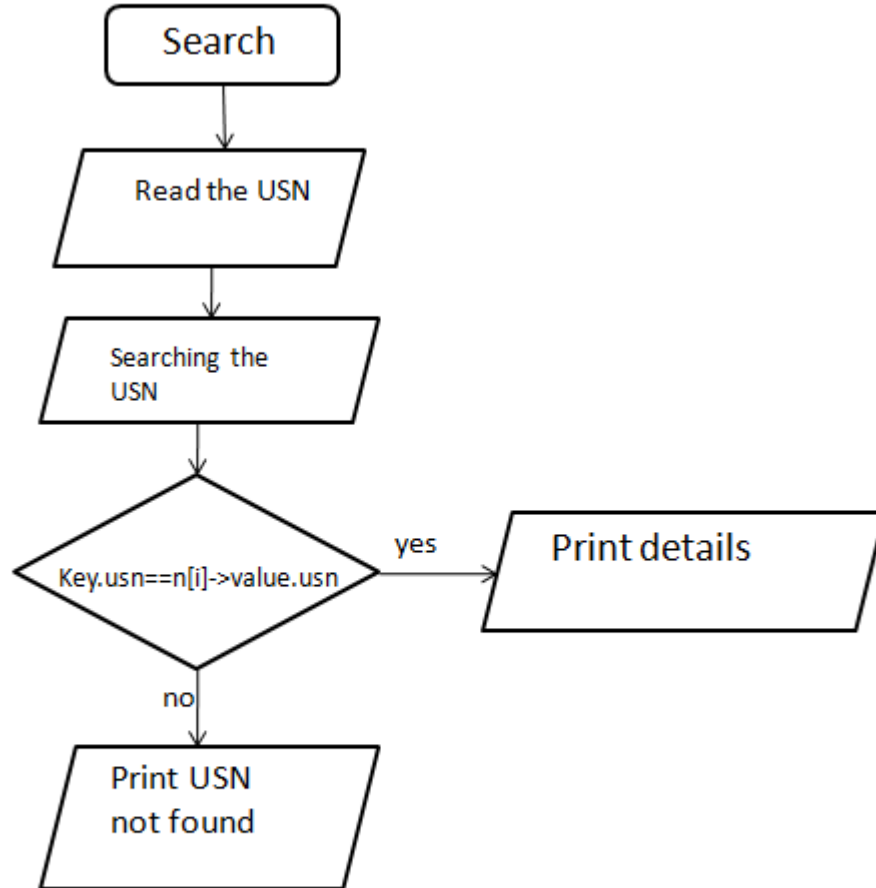 Search
Read the USN
Searching the
USN
Key.usn==n[i]->value.usn
yes
Print details
no
Print USN
not found